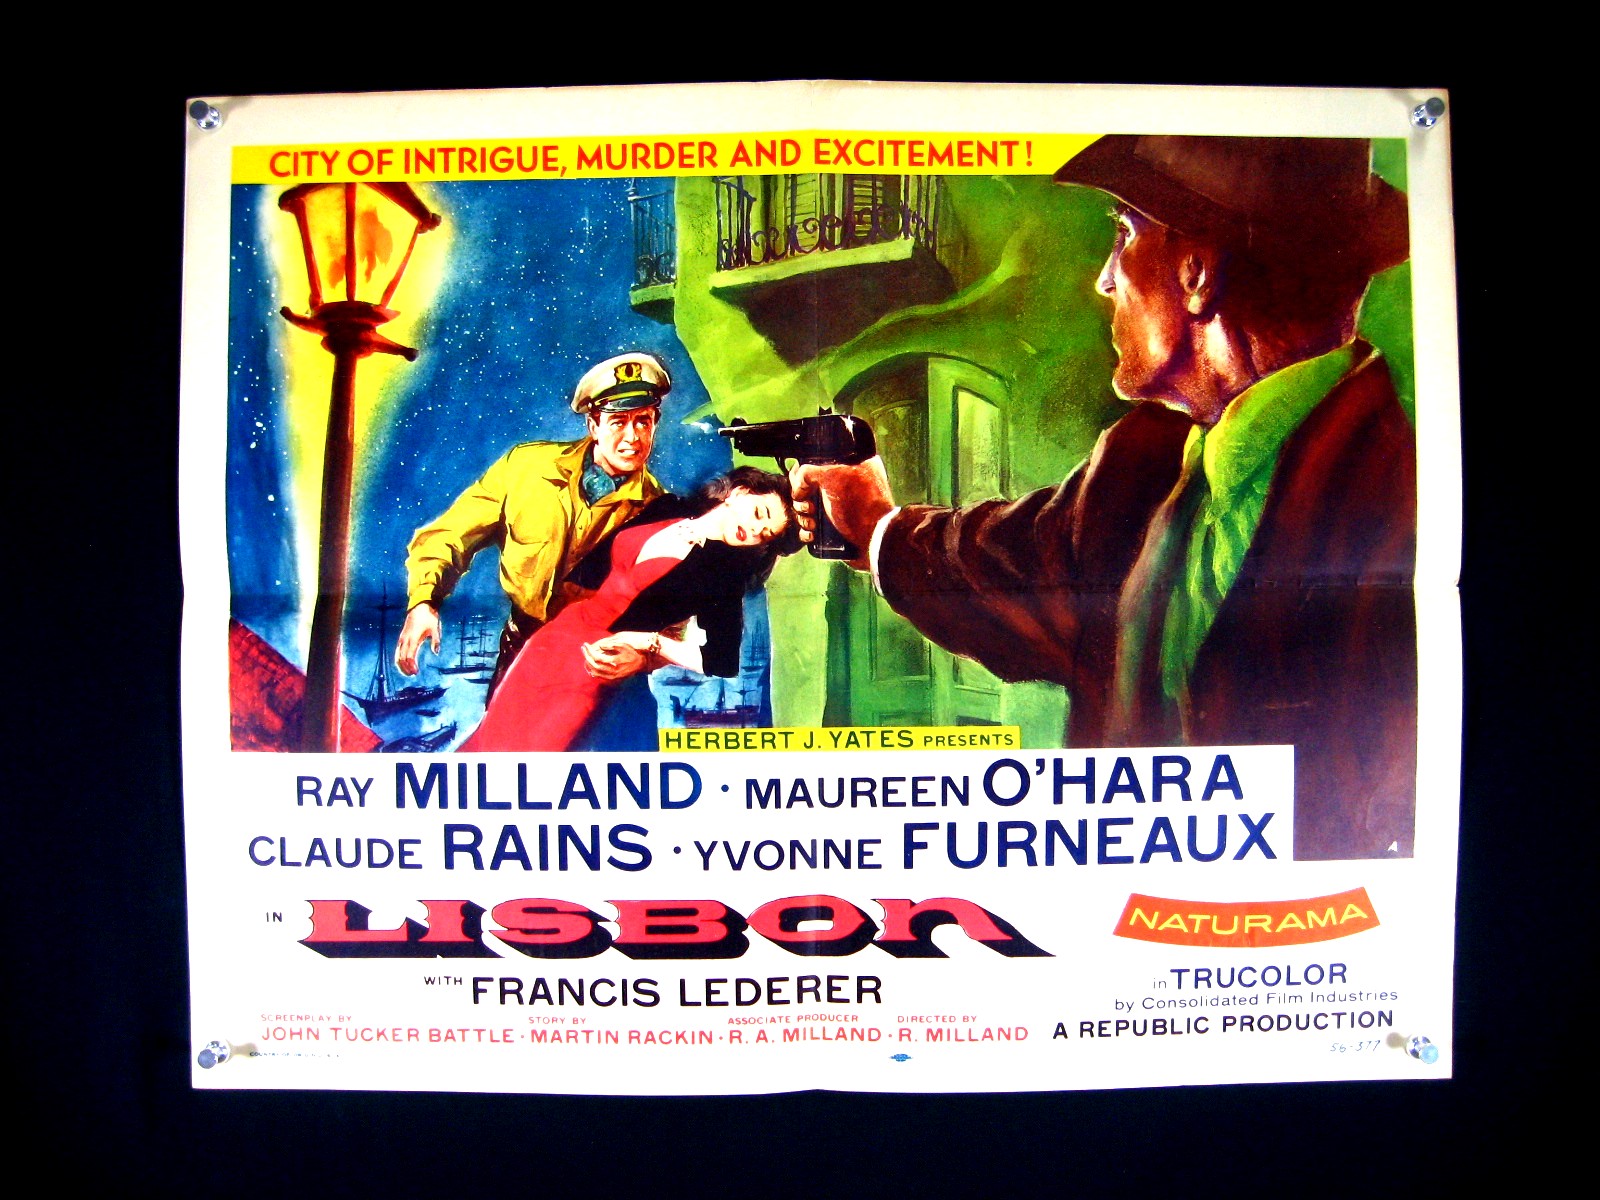 CITY OF INTRIGUE, MURDER AND EXCITEMENT!
HERBERT J. YATES PRESENTS
RAY MILLAND · MAUREEN O'HARA
CLAUDE RAINS · YVONNE FURNEAUX
A
IN LISBON
NATURAMA
WITH FRANCIS LEDERER
in TRUCOLOR
by Consolidated Film Industries
A REPUBLIC PRODUCTION
SCREENPLAY BY STORY BY ASSOCIATE PRODUCER DIRECTED BY
JOHN TUCKER BATTLE · MARTIN RACKIN · R. A. MILLAND · R. MILLAND
56-377